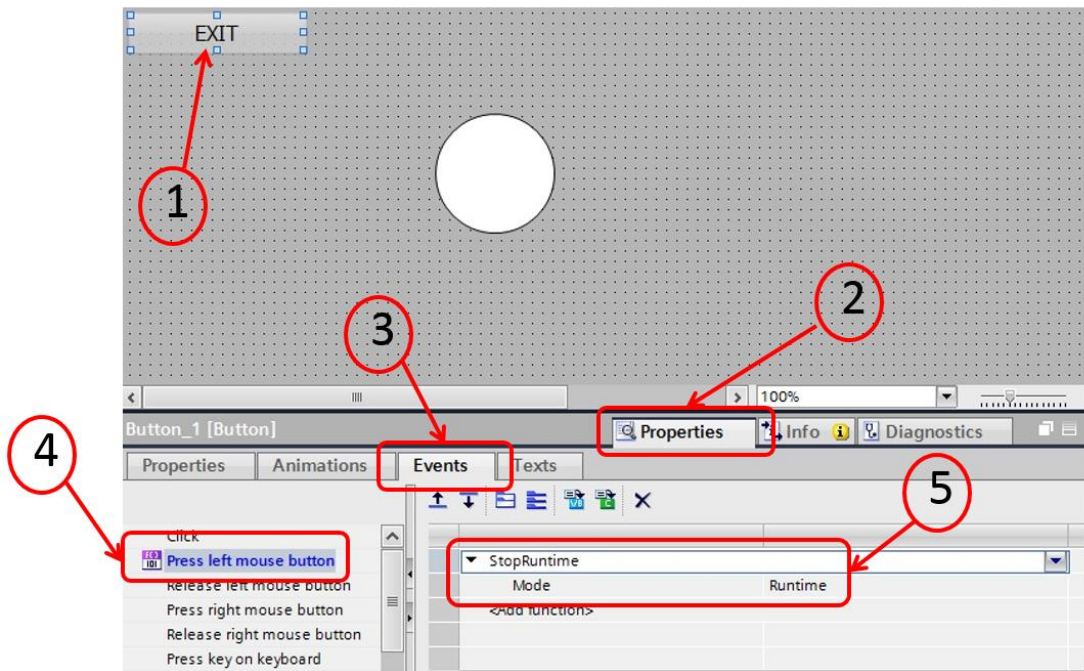 EXIT
1
2
3
100%
Button_1 [Button]
Properties Info Diagnostics
4
Properties Animations Events Texts
5
Click
Press left mouse button
StopRuntime
Release left mouse button
Mode Runtime
Press right mouse button
<Add function>
Release right mouse button
Press key on keyboard